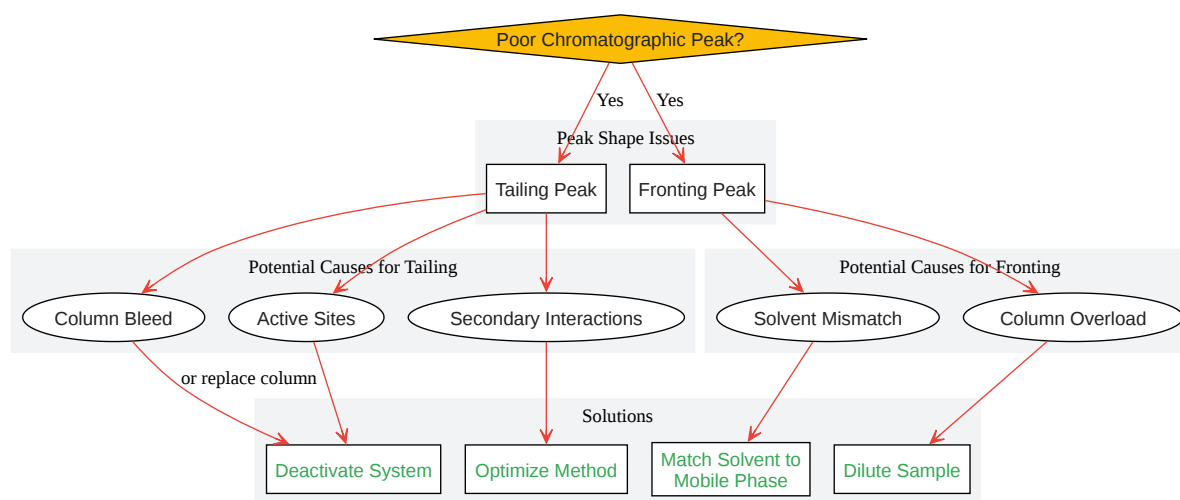 Poor Chromatographic Peak?
Yes
Yes
Peak Shape Issues
Tailing Peak
Fronting Peak
Potential Causes for Tailing
Potential Causes for Fronting
Column Bleed
Active Sites
Secondary Interactions
Solvent Mismatch
Column Overload
or replace column
Solutions
Deactivate System
Optimize Method
Match Solvent to
Mobile Phase
Dilute Sample